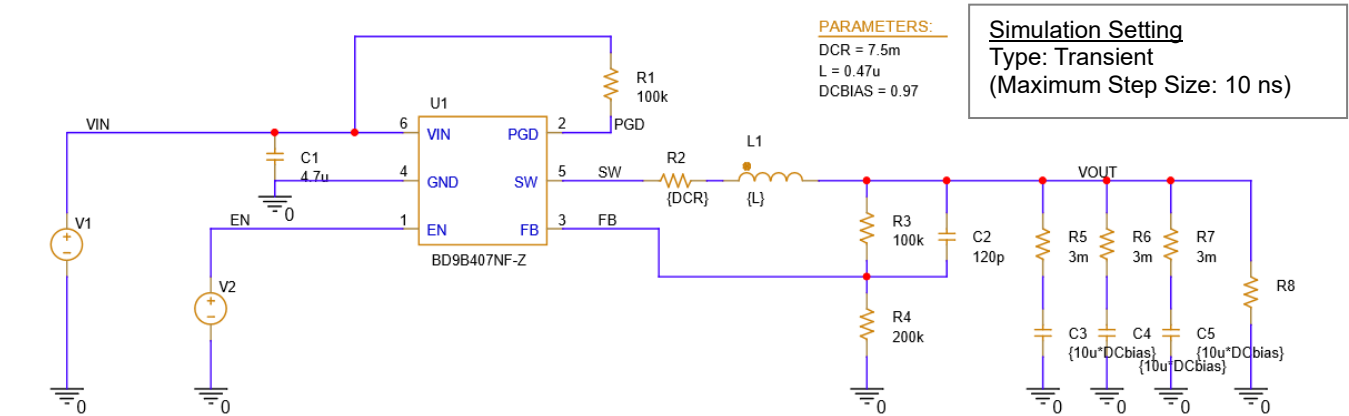 PARAMETERS:
DCR = 7.5m
L = 0.47u
DCBIAS = 0.97
Simulation Setting
Type: Transient
(Maximum Step Size: 10 ns)
R1
100k
U1
VIN
6
VIN
PGD
2
PGD
C1
4.7u
0
4
GND
SW
5
SW
R2
{DCR}
L1
{L}
VOUT
EN
1
EN
FB
3
FB
BD9B407NF-Z
V1
V2
R3
100k
C2
120p
R4
200k
R5
3m
R6
3m
R7
3m
R8
C3
{10u*DCbias}
C4
{10u*DCbias}
C5
{10u*DCbias}
0
0
0
0
0
0
0